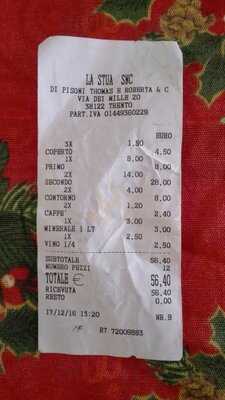 LA STUA SNC
DI PISONI THOMAS E ROBERTA & C
VIA DEI MILLE 20
38122 TRENTO
PART.IVA 01449380229
EURO
3X 1.50
COPERTO 4,50
1X 8.00
PRIMO 8,00
2X 14.00
SECONDO 28,00
2X 4.00
CONTORNO 8,00
2X 1.20
CAFFE' 2,40
1X 3.00
MINERALE 1 LT 3,00
1X 2.50
VINO 1/4 2,50
SUBTOTALE 56,40
NUMERO PEZZI 12
TOTALE € 56,40
RICEVUTA 56,40
RESTO 0,00
17/12/16 13:20 NR.9
MF R7 72009883